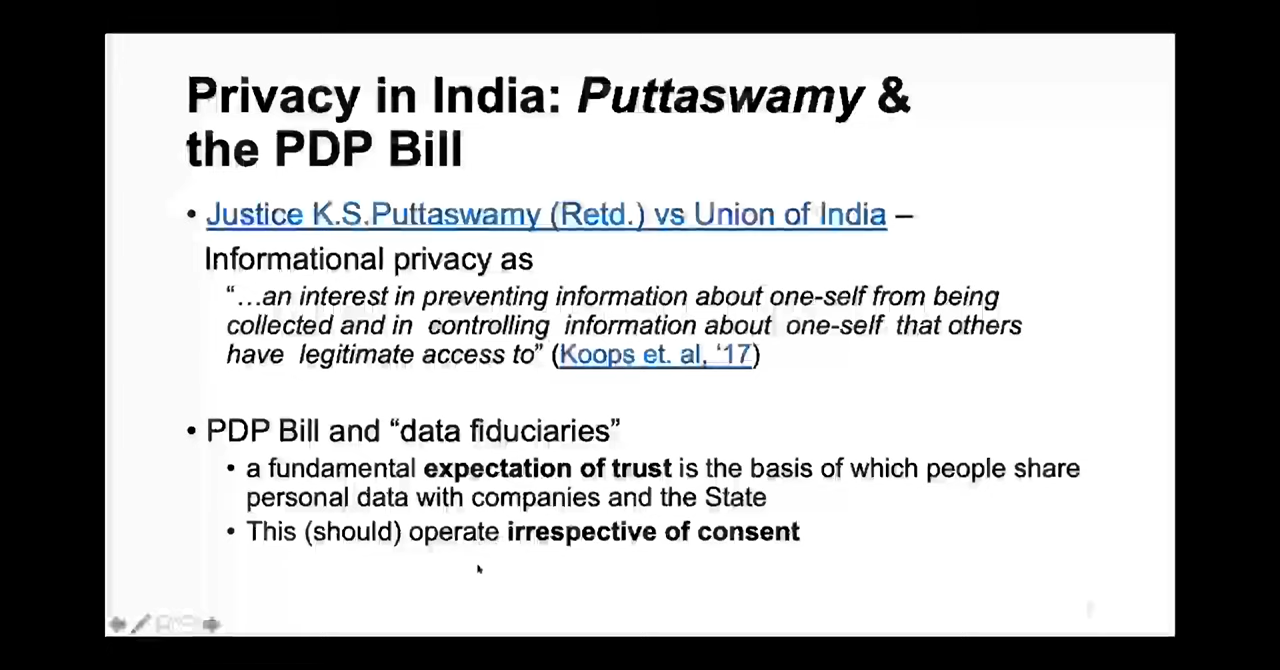 Privacy in India: Puttaswamy &
the PDP Bill
• Justice K.S.Puttaswamy (Retd.) vs Union of India –
Informational privacy as
“…an interest in preventing information about one-self from being
collected and in controlling information about one-self that others
have legitimate access to” (Koops et. al, ‘17)
• PDP Bill and “data fiduciaries”
• a fundamental expectation of trust is the basis of which people share
personal data with companies and the State
• This (should) operate irrespective of consent